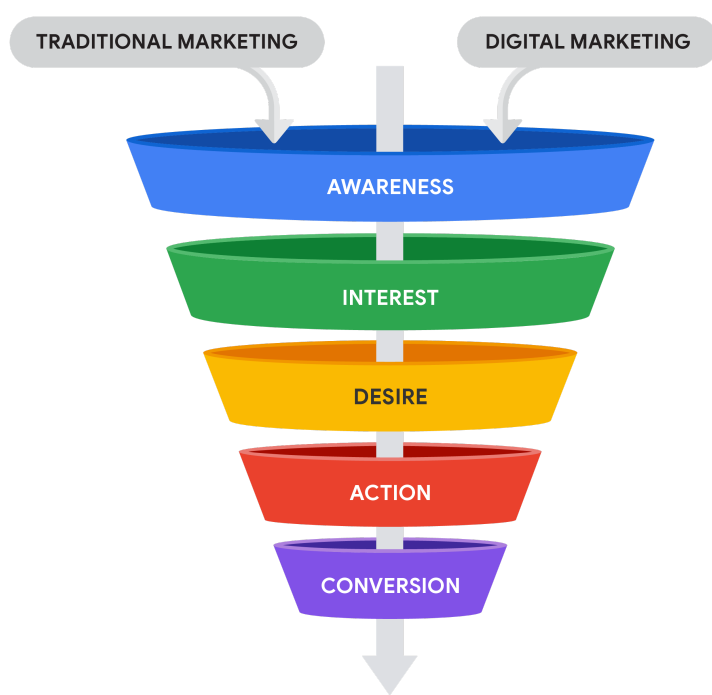 TRADITIONAL MARKETING
DIGITAL MARKETING
AWARENESS
INTEREST
DESIRE
ACTION
CONVERSION